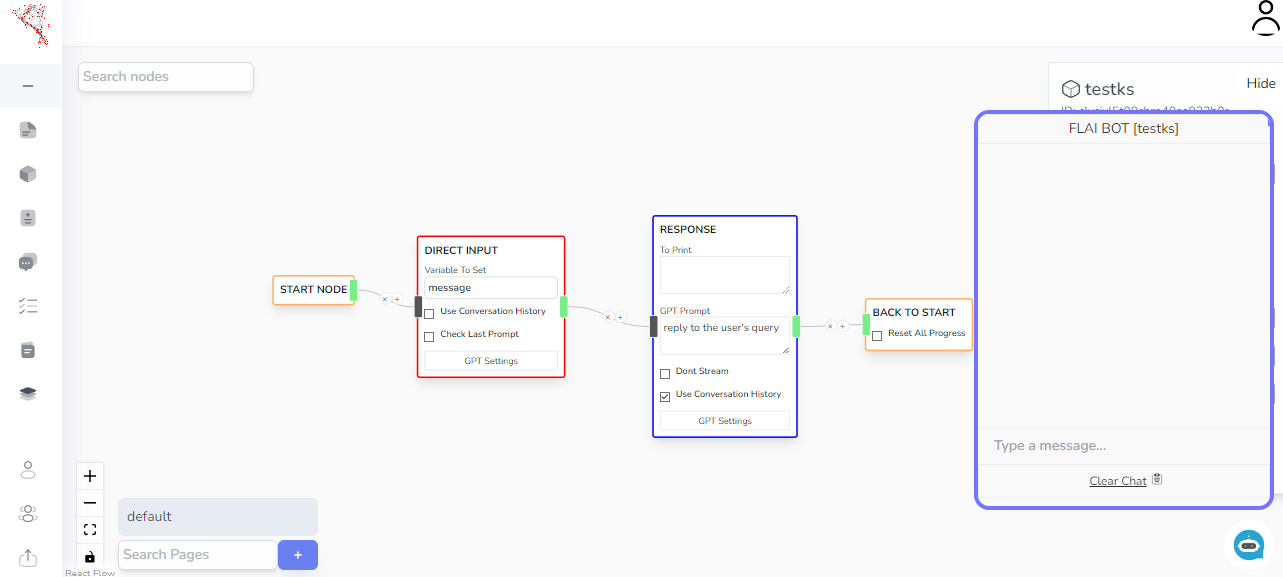 Search nodes
Hide
testks
FLAI BOT [testks]
START NODE
DIRECT INPUT
Variable To Set
message
Use Conversation History
Check Last Prompt
GPT Settings
RESPONSE
To Print
GPT Prompt
reply to the user's query
Dont Stream
Use Conversation History
GPT Settings
BACK TO START
Reset All Progress
Type a message...
Clear Chat
default
Search Pages
+
React Flow